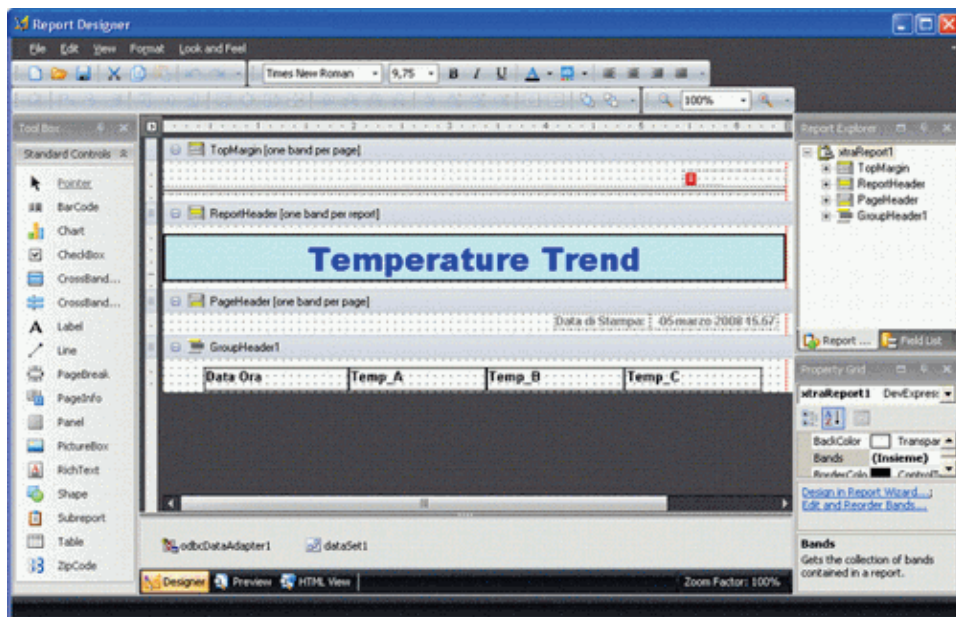 Report Designer
File Edit View Format Look and Feel
Times New Roman 9,75 B I U A
100%
Tool Box
Standard Controls
Pointer
BarCode
Chart
CheckBox
CrossBand...
CrossBand...
Label
Line
PageBreak
PageInfo
Panel
PictureBox
RichText
Shape
Subreport
Table
ZipCode
TopMargin [one band per page]
ReportHeader [one band per report]
Temperature Trend
PageHeader [one band per page]
Data di Stampa: 05 marzo 2008 15.57
GroupHeader1
Data Ora Temp_A Temp_B Temp_C
odbcDataAdapter1 dataSet1
Designer Preview HTML View Zoom Factor: 100%
Report Explorer
xtraReport1
TopMargin
ReportHeader
PageHeader
GroupHeader1
Report ... Field List
Property Grid
xtraReport1 DevExpres
BackColor Transpar
Bands (Insieme)
BorderColo ControlT
Design in Report Wizard...;
Edit and Reorder Bands...
Bands
Gets the collection of bands
contained in a report.